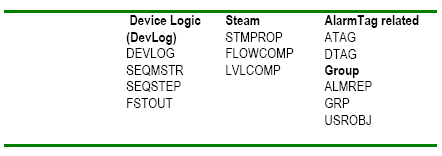 Device Logic Steam AlarmTag related
(DevLog) STMPROP ATAG
DEVLOG FLOWCOMP DTAG
SEQMSTR LVLCOMP Group
SEQSTEP ALMREP
FSTOUT GRP
USROBJ